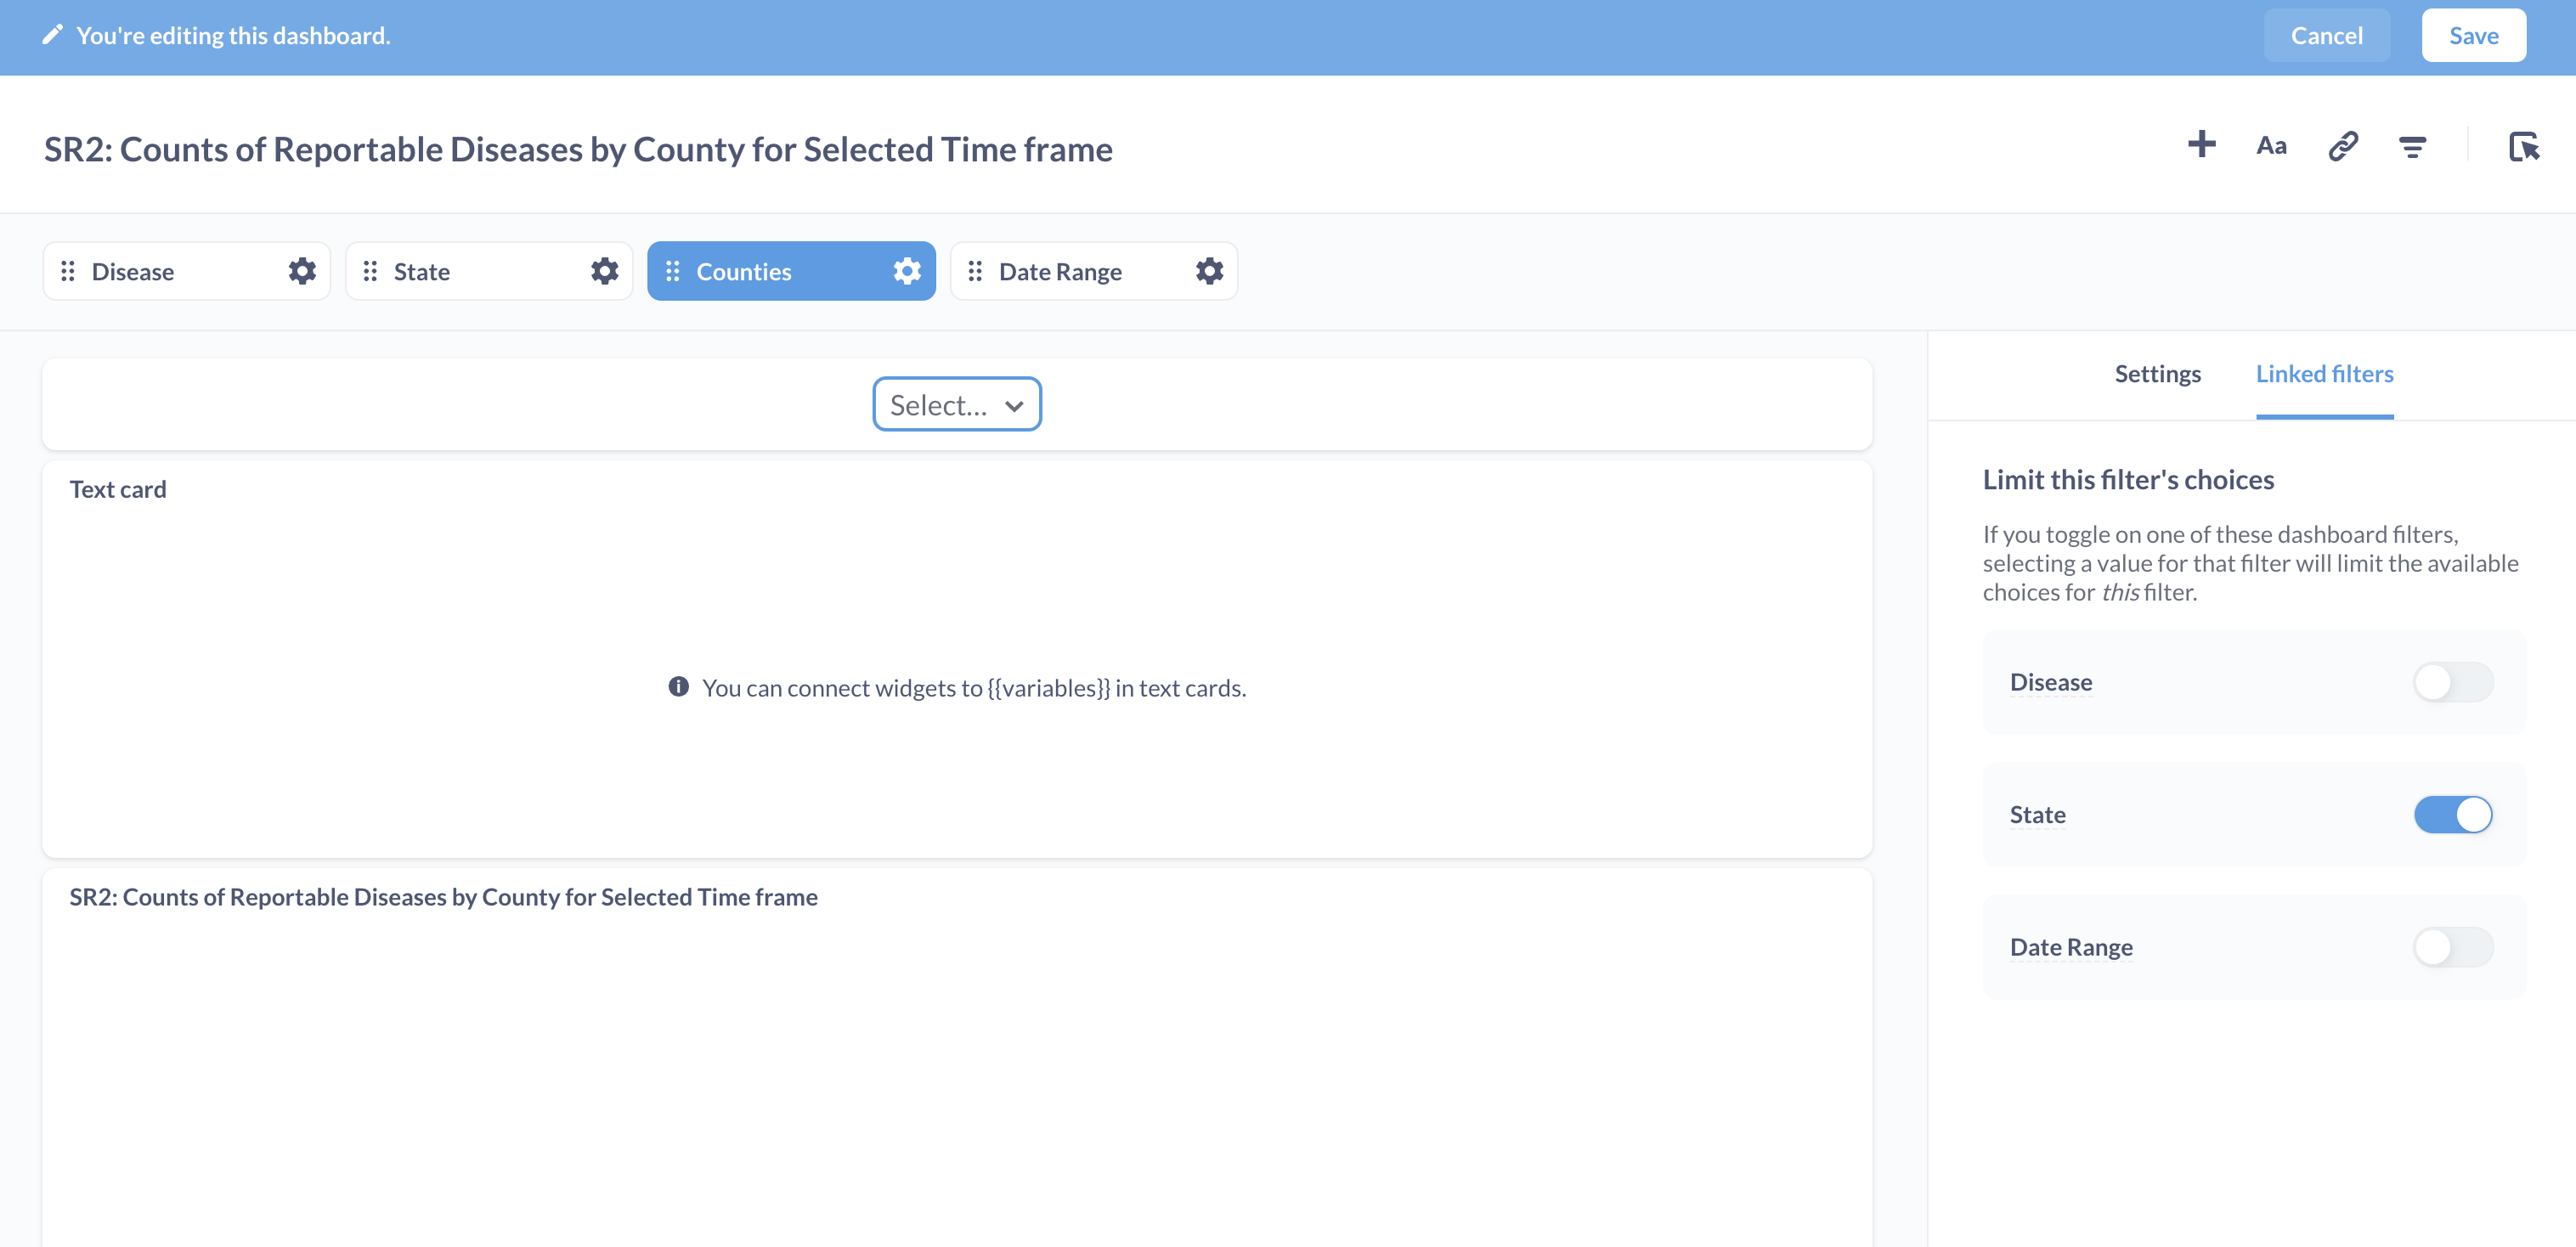 You're editing this dashboard.
Cancel
Save
SR2: Counts of Reportable Diseases by County for Selected Time frame
Aa
Disease
State
Counties
Date Range
Select...
Settings
Linked filters
Text card
You can connect widgets to {{variables}} in text cards.
SR2: Counts of Reportable Diseases by County for Selected Time frame
Limit this filter's choices
If you toggle on one of these dashboard filters,
selecting a value for that filter will limit the available
choices for this filter.
Disease
State
Date Range